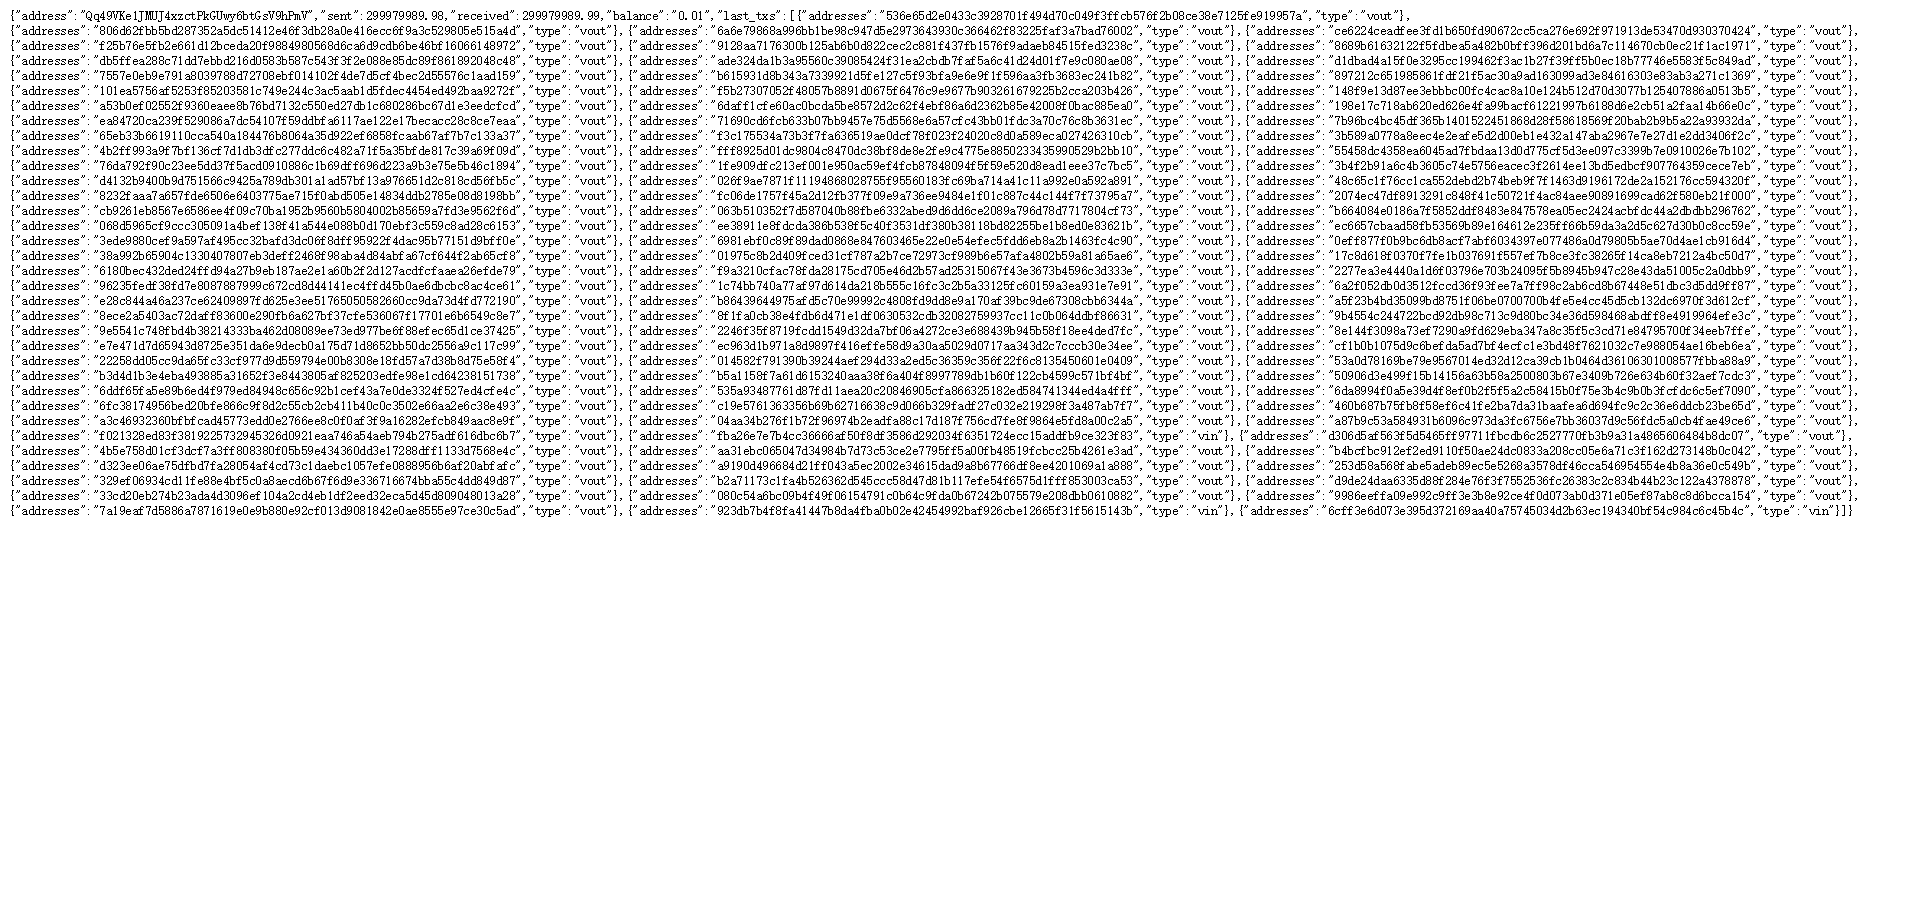 {"address":"Qq49VKe1JMUJ4xzctPkGUwy6btGsV9hPmV","sent":299979989.98,"received":299979989.99,"balance":"0.01","last_txs":[{"addresses":"536e65d2e0433c3928701f494d70c049f3ffcb576f2b08ce38e7125fe919957a","type":"vout"},
{"addresses":"806d62fbb5bd287352a5dc51412e46f3db28a0e416ecc6f9a3c529805e515a4d","type":"vout"},{"addresses":"6a6e79868a996bb1be98c947d5e2973643930c366462f83225faf3a7bad76002","type":"vout"},{"addresses":"ce6224ceadfee3fd1b650fd90672cc5ca276e692f971913de53470d930370424","type":"vout"},
{"addresses":"f25b76e5fb2e661d12bceda20f9884980568d6ca6d9cdb6be46bf16066148972","type":"vout"},{"addresses":"9128aa7176300b125ab6b0d822cec2c881f437fb1576f9adaeb84515fed3238c","type":"vout"},{"addresses":"8689b61632122f5fdbea5a482b0bff396d201bd6a7c114670cb0ec21f1ac1971","type":"vout"},
{"addresses":"db5ffea288c71dd7ebbd216d0583b587c543f3f2e088e85dc89f861892048c48","type":"vout"},{"addresses":"ade324da1b3a95560c39085424f31ea2cbdb7faf5a6c41d24d01f7e9c080ae08","type":"vout"},{"addresses":"d1dbad4a15f0e3295cc199462f3ac1b27f39ff5b0ec18b77746e5583f5c849ad","type":"vout"},
{"addresses":"7557e0eb9e791a8039788d72708ebf014102f4de7d5cf4bec2d55576c1aad159","type":"vout"},{"addresses":"b615931d8b343a7339921d5fe127c5f93bfa9e6e9f1f596aa3fb3683ec241b82","type":"vout"},{"addresses":"897212c651985861fdf21f5ac30a9ad163099ad3e84616303e83ab3a271c1369","type":"vout"},
{"addresses":"101ea5756af5253f85203581c749e244c3ac5aab1d5fdec4454ed492baa9272f","type":"vout"},{"addresses":"f5b27307052f48057b8891d0675f6476c9e9677b903261679225b2cca203b426","type":"vout"},{"addresses":"148f9e13d87ee3ebbbc00fc4cac8a10e124b512d70d3077b125407886a0513b5","type":"vout"},
{"addresses":"a53b0ef02552f9360eaee8b76bd7132c550ed27db1c680286bc67d1e3eedcfcd","type":"vout"},{"addresses":"6daff1cfe60ac0bcda5be8572d2c62f4ebf86a6d2362b85e42008f0bac885ea0","type":"vout"},{"addresses":"198e17c718ab620ed626e4fa99bacf61221997b6188d6e2cb51a2faa14b66e0c","type":"vout"},
{"addresses":"ea84720ca239f529086a7dc54107f59ddbfa6117ae122e17becacc28c8ce7eaa","type":"vout"},{"addresses":"71690cd6fcb633b07bb9457e75d5568e6a57cfc43bb01fdc3a70c76c8b3631ec","type":"vout"},{"addresses":"7b96bc4bc45df365b1401522451868d28f58618569f20bab2b9b5a22a93932da","type":"vout"},
{"addresses":"65eb33b6619110cca540a184476b8064a35d922ef6858fcaab67af7b7c133a37","type":"vout"},{"addresses":"f3c175534a73b3f7fa636519ae0dcf78f023f24020c8d0a589eca027426310cb","type":"vout"},{"addresses":"3b589a0778a8eec4e2eafe5d2d00eb1e432a147aba2967e7e27d1e2dd3406f2c","type":"vout"},
{"addresses":"4b2ff993a9f7bf136cf7d1db3dfc277ddc6c482a71f5a35bfde817c39a69f09d","type":"vout"},{"addresses":"fff8925d01dc9804c8470dc38bf8de8e2fe9c4775e8850233435990529b2bb10","type":"vout"},{"addresses":"55458dc4358ea6045ad7fbdaa13d0d775cf5d3ee097c3399b7e0910026e7b102","type":"vout"},
{"addresses":"76da792f90c23ee5dd37f5acd0910886c1b69dff696d223a9b3e75e5b46c1894","type":"vout"},{"addresses":"1fe909dfc213ef001e950ac59ef4fcb87848094f5f59e520d8ead1eee37c7bc5","type":"vout"},{"addresses":"3b4f2b91a6c4b3605c74e5756eacec3f2614ee13bd5edbcf907764359cece7eb","type":"vout"},
{"addresses":"d4132b9400b9d751566c9425a789db301a1ad57bf13a976651d2c818cd56fb5c","type":"vout"},{"addresses":"026f9ae7871f11194868028755f95560183fc69ba714a41c11a992e0a592a891","type":"vout"},{"addresses":"48c65c1f76cc1ca552debd2b74beb9f7f1463d9196172de2a152176cc594320f","type":"vout"},
{"addresses":"8232faaa7a657fde6506e6403775ae715f0abd505e14834ddb2785e08d8198bb","type":"vout"},{"addresses":"fc06de1757f45a2d12fb377f09e9a736ee9484e1f01c887c44c144f7f73795a7","type":"vout"},{"addresses":"2074ec47df8913291c848f41c50721f4ac84aee90891699cad62f580eb21f000","type":"vout"},
{"addresses":"cb9261eb8567e6586ee4f09c70ba1952b9560b5804002b85659a7fd3e9562f6d","type":"vout"},{"addresses":"063b510352f7d587040b88fbe6332abed9d6dd6ce2089a796d78d7717804cf73","type":"vout"},{"addresses":"b664084e0186a7f5852ddf8483e847578ea05ec2424acbfdc44a2dbdbb296762","type":"vout"},
{"addresses":"068d5965cf9ccc305091a4bef138f41a544e088b0d170ebf3c559c8ad28c6153","type":"vout"},{"addresses":"ee38911e8fdcda386b538f5c40f3531df380b38118bd82255be1b8ed0e83621b","type":"vout"},{"addresses":"ec6657cbaad58fb53569b89e164612e235ff66b59da3a2d5c627d30b0c8cc59e","type":"vout"},
{"addresses":"3ede9880cef9a597af495cc32bafd3dc06f8dff95922f4dac95b77151d9bff0e","type":"vout"},{"addresses":"6981ebf0c89f89dad0868e847603465e22e0e54efec5fdd6eb8a2b1463fc4c90","type":"vout"},{"addresses":"0eff877f0b9bc6db8acf7abf6034397e077486a0d79805b5ae70d4ae1cb916d4","type":"vout"},
{"addresses":"38a992b65904c1330407807eb3deff2468f98aba4d84abfa67cf644f2ab65cf8","type":"vout"},{"addresses":"01975c8b2d409fced31cf787a2b7ce72973cf989b6e57afa4802b59a81a65ae6","type":"vout"},{"addresses":"17c8d618f0370f7fe1b037691f557ef7b8ce3fc38265f14ca8eb7212a4bc50d7","type":"vout"},
{"addresses":"6180bec432ded24ffd94a27b9eb187ae2e1a60b2f2d127acdfcfaaea26efde79","type":"vout"},{"addresses":"f9a3210cfac78fda28175cd705e46d2b57ad25315067f43e3673b4596c3d333e","type":"vout"},{"addresses":"2277ea3e4440a1d6f03796e703b24095f5b8945b947c28e43da51005c2a0dbb9","type":"vout"},
{"addresses":"96235fedf38fd7e8087887999c672cd8d44141ec4ffd45b0ae6dbcbc8ac4ce61","type":"vout"},{"addresses":"1c74bb740a77af97d614da218b555c16fc3c2b5a33125fc60159a3ea931e7e91","type":"vout"},{"addresses":"6a2f052db0d3512fccd36f93fee7a7ff98c2ab6cd8b67448e51dbc3d5dd9ff87","type":"vout"},
{"addresses":"e28c844a46a237ce62409897fd625e3ee51765050582660cc9da73d4fd772190","type":"vout"},{"addresses":"b86439644975afd5c70e99992c4808fd9dd8e9a170af39bc9de67308cbb6344a","type":"vout"},{"addresses":"a5f23b4bd35099bd8751f06be0700700b4fe5e4cc45d5cb132dc6970f3d612cf","type":"vout"},
{"addresses":"8ece2a5403ac72daff83600e290fb6a627bf37cfe536067f17701e6b6549c8e7","type":"vout"},{"addresses":"8f1fa0cb38e4fdb6d471e1df0630532cdb32082759937cc11c0b064ddbf86631","type":"vout"},{"addresses":"9b4554c244722bcd92db98c713c9d80bc34e36d598468abdff8e4919964efe3c","type":"vout"},
{"addresses":"9e5541c748fbd4b38214333ba462d08089ee73ed977be6f88efec65d1ce37425","type":"vout"},{"addresses":"2246f35f8719fcdd1549d32da7bf06a4272ce3e688439b945b58f18ee4ded7fc","type":"vout"},{"addresses":"8e144f3098a73ef7290a9fd629eba347a8c35f5c3cd71e84795700f34eeb7ffe","type":"vout"},
{"addresses":"e7e471d7d65943d8725e351da6e9decb0a175d71d8652bb50dc2556a9c117c99","type":"vout"},{"addresses":"ec963d1b971a8d9897f416effe58d9a30aa5029d0717aa343d2c7cccb30e34ee","type":"vout"},{"addresses":"cf1b0b1075d9c6befda5ad7bf4ecfc1e3bd48f7621032c7e988054ae16beb6ea","type":"vout"},
{"addresses":"22258dd05cc9da65fc33cf977d9d559794e00b8308e18fd57a7d38b8d75e58f4","type":"vout"},{"addresses":"014582f791390b39244aef294d33a2ed5c36359c356f22f6c8135450601e0409","type":"vout"},{"addresses":"53a0d78169be79e9567014ed32d12ca39cb1b0464d36106301008577fbba88a9","type":"vout"},
{"addresses":"b3d4d1b3e4eba493885a31652f3e8443805af825203edfe98e1cd64238151738","type":"vout"},{"addresses":"b5a1158f7a61d6153240aaa38f6a404f8997789db1b60f122cb4599c571bf4bf","type":"vout"},{"addresses":"50906d3e499f15b14156a63b58a2500803b67e3409b726e634b60f32aef7cdc3","type":"vout"},
{"addresses":"6ddf65fa5e89b6ed4f979ed84948c656c92b1cef43a7e0de3324f527ed4cfe4c","type":"vout"},{"addresses":"535a93487761d87fd11aea20c20846905cfa866325182ed584741344ed4a4fff","type":"vout"},{"addresses":"6da8994f0a5e39d4f8ef0b2f5f5a2c58415b0f75e3b4c9b0b3fcfdc6c5ef7090","type":"vout"},
{"addresses":"6fc38174956bed20bfe866c9f8d2c55cb2cb411b40c0c3502e66aa2e6c38e493","type":"vout"},{"addresses":"c19e5761363356b69b62716638c9d066b329fadf27c032e219298f3a487ab7f7","type":"vout"},{"addresses":"460b687b75fb8f58ef6c41fe2ba7da31baafea6d694fc9c2c36e6ddcb23be65d","type":"vout"},
{"addresses":"a3c46932360bfbfcad45773edd0e2766ee8c0f0af3f9a16282efcb849aac8e9f","type":"vout"},{"addresses":"04aa34b276f1b72f96974b2eadfa88c17d187f756cd7fe8f9864e5fd8a00c2a5","type":"vout"},{"addresses":"a87b9c53a584931b6096c973da3fc6756e7bb36037d9c56fdc5a0cb4fae49ce6","type":"vout"},
{"addresses":"f021328ed83f3819225732945326d0921eaa746a54aeb794b275adf616dbc6b7","type":"vout"},{"addresses":"fba26e7e7b4cc36666af50f8df3586d292034f6351724ecc15addfb9ce323f83","type":"vin"},{"addresses":"d306d5af563f5d5465ff97711fbcdb6c2527770fb3b9a31a4865606484b8dc07","type":"vout"},
{"addresses":"4b5e758d01cf3dcf7a3ff808380f05b59e434360dd3e17288dff1133d7568e4c","type":"vout"},{"addresses":"aa31ebc065047d34984b7d73c53ce2e7795ff5a00fb48519fcbcc25b4261e3ad","type":"vout"},{"addresses":"b4bcfbc912ef2ed9110f50ae24dc0833a208cc05e6a71c3f162d273148b0c042","type":"vout"},
{"addresses":"d323ee06ae75dfbd7fa28054af4cd73c1daebc1057efe0888956b6af20abfafc","type":"vout"},{"addresses":"a9190d496684d21ff043a5ec2002e34615dad9a8b67766df8ee4201069a1a888","type":"vout"},{"addresses":"253d58a568fabe5adeb89ec5e5268a3578df46cca546954554e4b8a36e0c549b","type":"vout"},
{"addresses":"329ef06934cd11fe88e4bf5c0a8aecd6b67f6d9e336716674bba55c4dd849d87","type":"vout"},{"addresses":"b2a71173c1fa4b526362d545ccc58d47d81b117efe54f6575d1fff853003ca53","type":"vout"},{"addresses":"d9de24daa6335d88f284e76f3f7552536fc26383c2c834b44b23c122a4378878","type":"vout"},
{"addresses":"33cd20eb274b23ada4d3096ef104a2cd4eb1df2eed32eca5d45d809048013a28","type":"vout"},{"addresses":"080c54a6bc09b4f49f06154791c0b64c9fda0b67242b075579e208dbb0610882","type":"vout"},{"addresses":"9986eeffa09e992c9ff3e3b8e92ce4f0d073ab0d371e05ef87ab8c8d6bcca154","type":"vout"},
{"addresses":"7a19eaf7d5886a7871619e0e9b880e92cf013d9081842e0ae8555e97ce30c5ad","type":"vout"},{"addresses":"923db7b4f8fa41447b8da4fba0b02e42454992baf926cbe12665f31f5615143b","type":"vin"},{"addresses":"6cff3e6d073e395d372169aa40a75745034d2b63ec194340bf54c984c6c45b4c","type":"vin"}]}